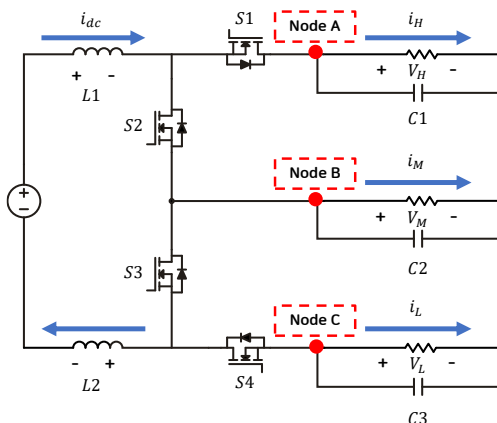 i_dc
S1
Node A
i_H
+ -
L1
+ V_H -
C1
S2
Node B
i_M
+
-
+ V_M -
C2
S3
Node C
i_L
- +
L2
S4
+ V_L -
C3